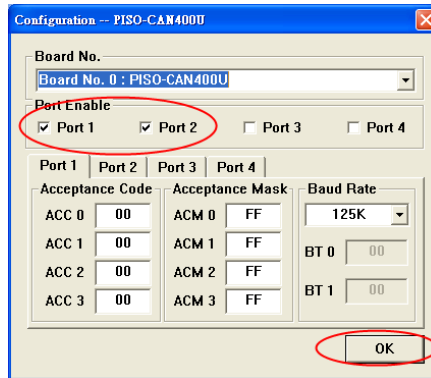 Configuration -- PISO-CAN400U
Board No.
Board No. 0 : PISO-CAN400U
Port Enable
Port 1 Port 2 Port 3 Port 4
Port 1 Port 2 Port 3 Port 4
Acceptance Code Acceptance Mask Baud Rate
ACC 0 00 ACM 0 FF 125K
ACC 1 00 ACM 1 FF BT 0 00
ACC 2 00 ACM 2 FF
ACC 3 00 ACM 3 FF BT 1 00
OK